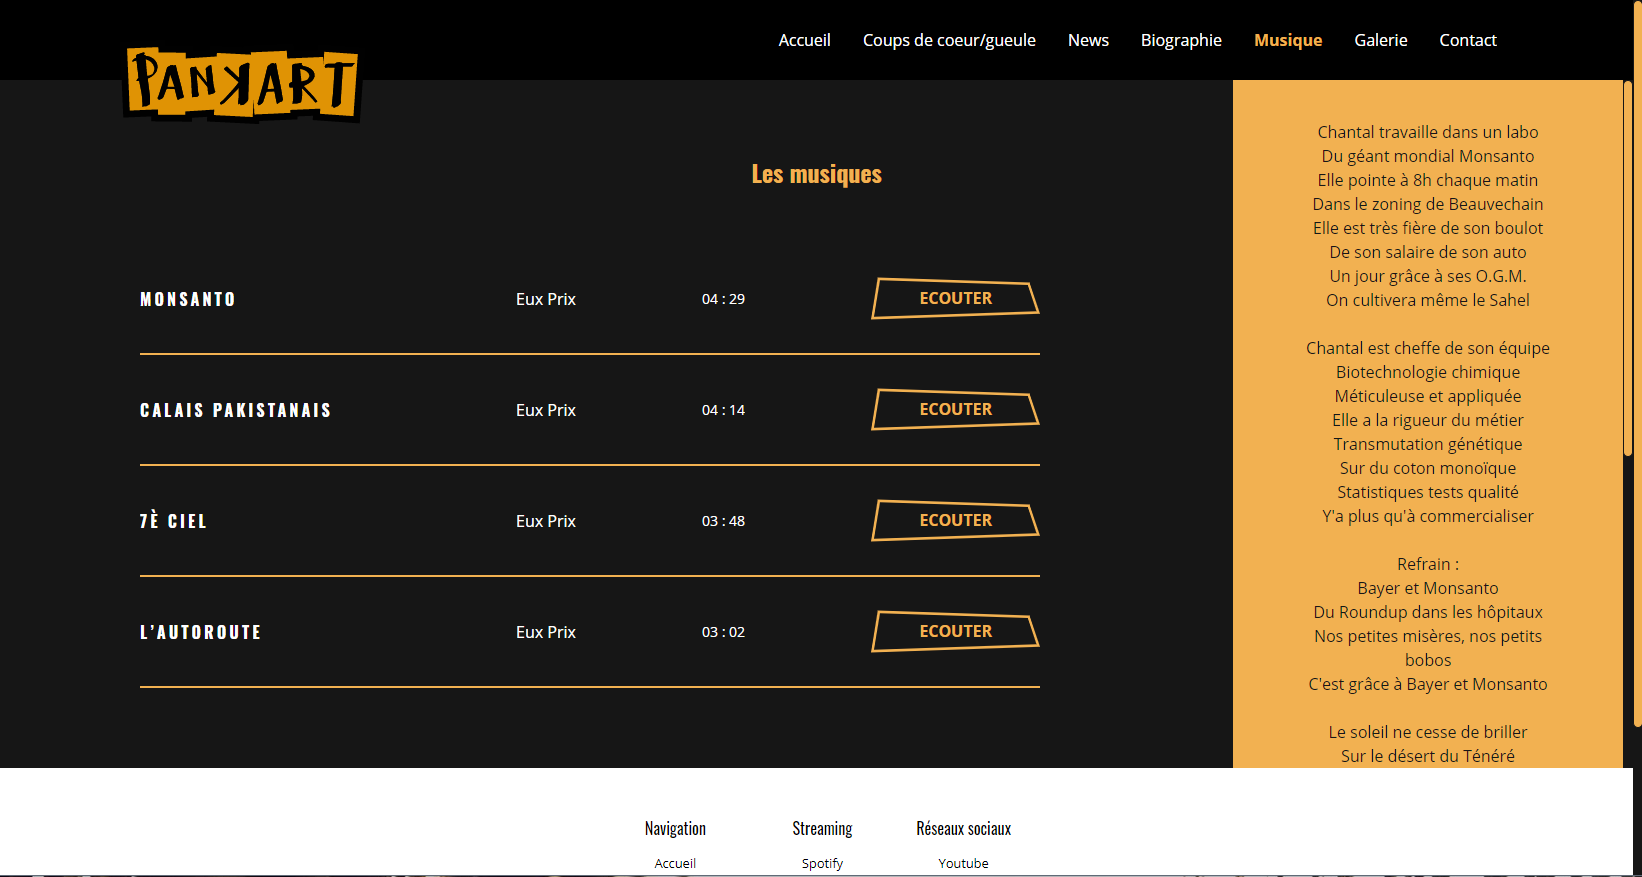 Accueil Coups de coeur/gueule News Biographie Musique Galerie Contact
PANKART
Les musiques
MONSANTO Eux Prix 04 : 29 ECOUTER
CALAIS PAKISTANAIS Eux Prix 04 : 14 ECOUTER
7È CIEL Eux Prix 03 : 48 ECOUTER
L'AUTOROUTE Eux Prix 03 : 02 ECOUTER
Chantal travaille dans un labo
Du géant mondial Monsanto
Elle pointe à 8h chaque matin
Dans le zoning de Beauvechain
Elle est très fière de son boulot
De son salaire de son auto
Un jour grâce à ses O.G.M.
On cultivera même le Sahel
Chantal est cheffe de son équipe
Biotechnologie chimique
Méticuleuse et appliquée
Elle a la rigueur du métier
Transmutation génétique
Sur du coton monoïque
Statistiques tests qualité
Y'a plus qu'à commercialiser
Refrain :
Bayer et Monsanto
Du Roundup dans les hôpitaux
Nos petites misères, nos petits
bobos
C'est grâce à Bayer et Monsanto
Le soleil ne cesse de briller
Sur le désert du Ténéré
Navigation Streaming Réseaux sociaux
Accueil Spotify Youtube